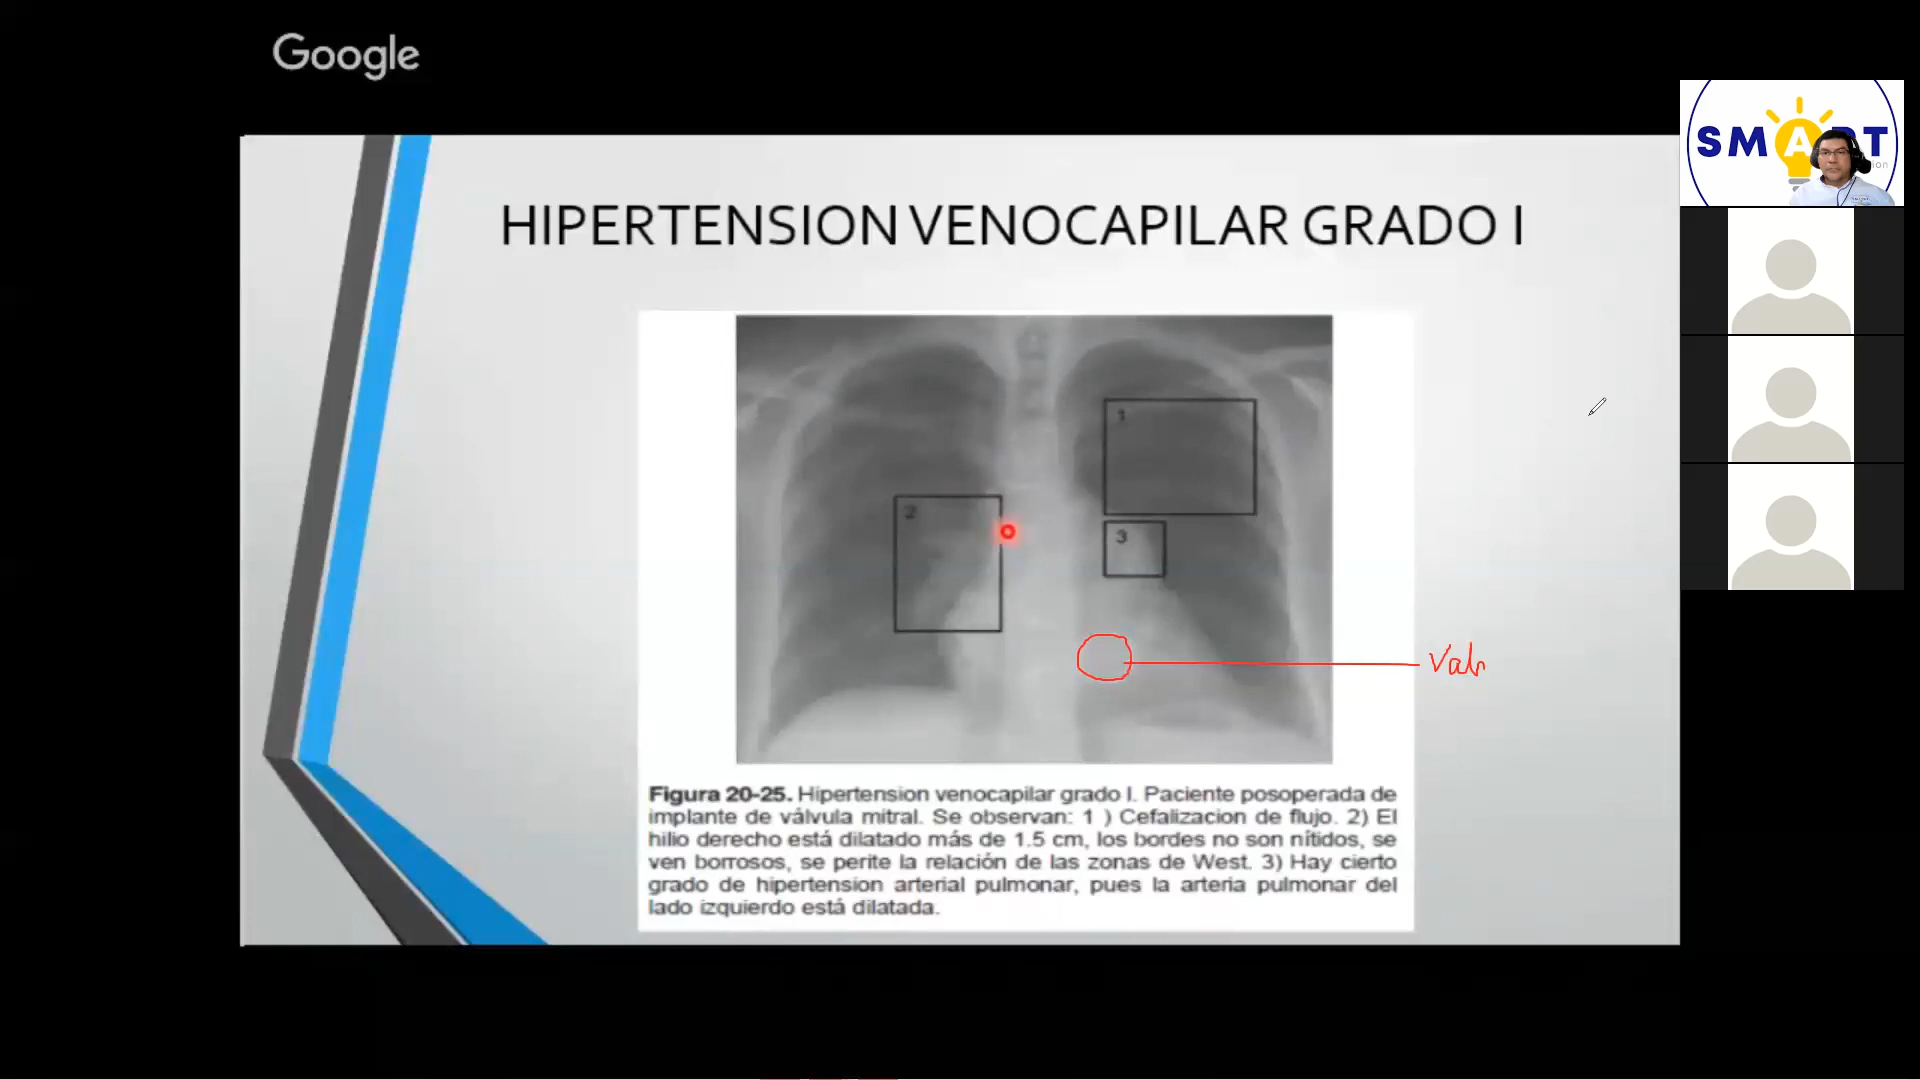 Google
SMART
HIPERTENSION VENOCAPILAR GRADO I
1
2
3
Valv
Figura 20-25. Hipertension venocapilar grado I. Paciente posoperada de
implante de válvula mitral. Se observan: 1 ) Cefalizacion de flujo. 2) El
hilio derecho está dilatado más de 1.5 cm, los bordes no son nítidos, se
ven borrosos, se perite la relación de las zonas de West. 3) Hay cierto
grado de hipertension arterial pulmonar, pues la arteria pulmonar del
lado izquierdo está dilatada.